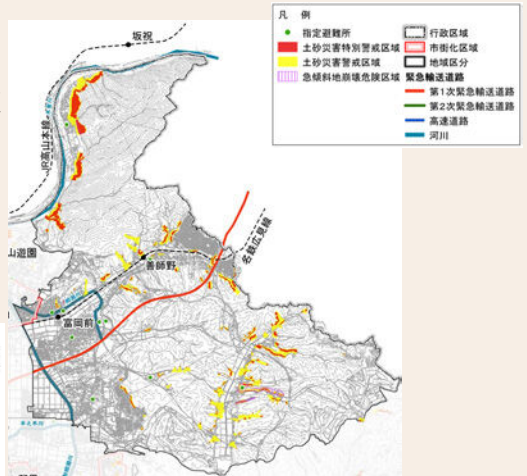 凡 例
指定避難所
土砂災害特別警戒区域
土砂災害警戒区域
急傾斜地崩壊危険区域
行政区域
市街化区域
地域区分
緊急輸送道路
第1次緊急輸送道路
第2次緊急輸送道路
高速道路
河川
坂祝
JR高山本線
名鉄広見線
山遊園
善師野
富岡前